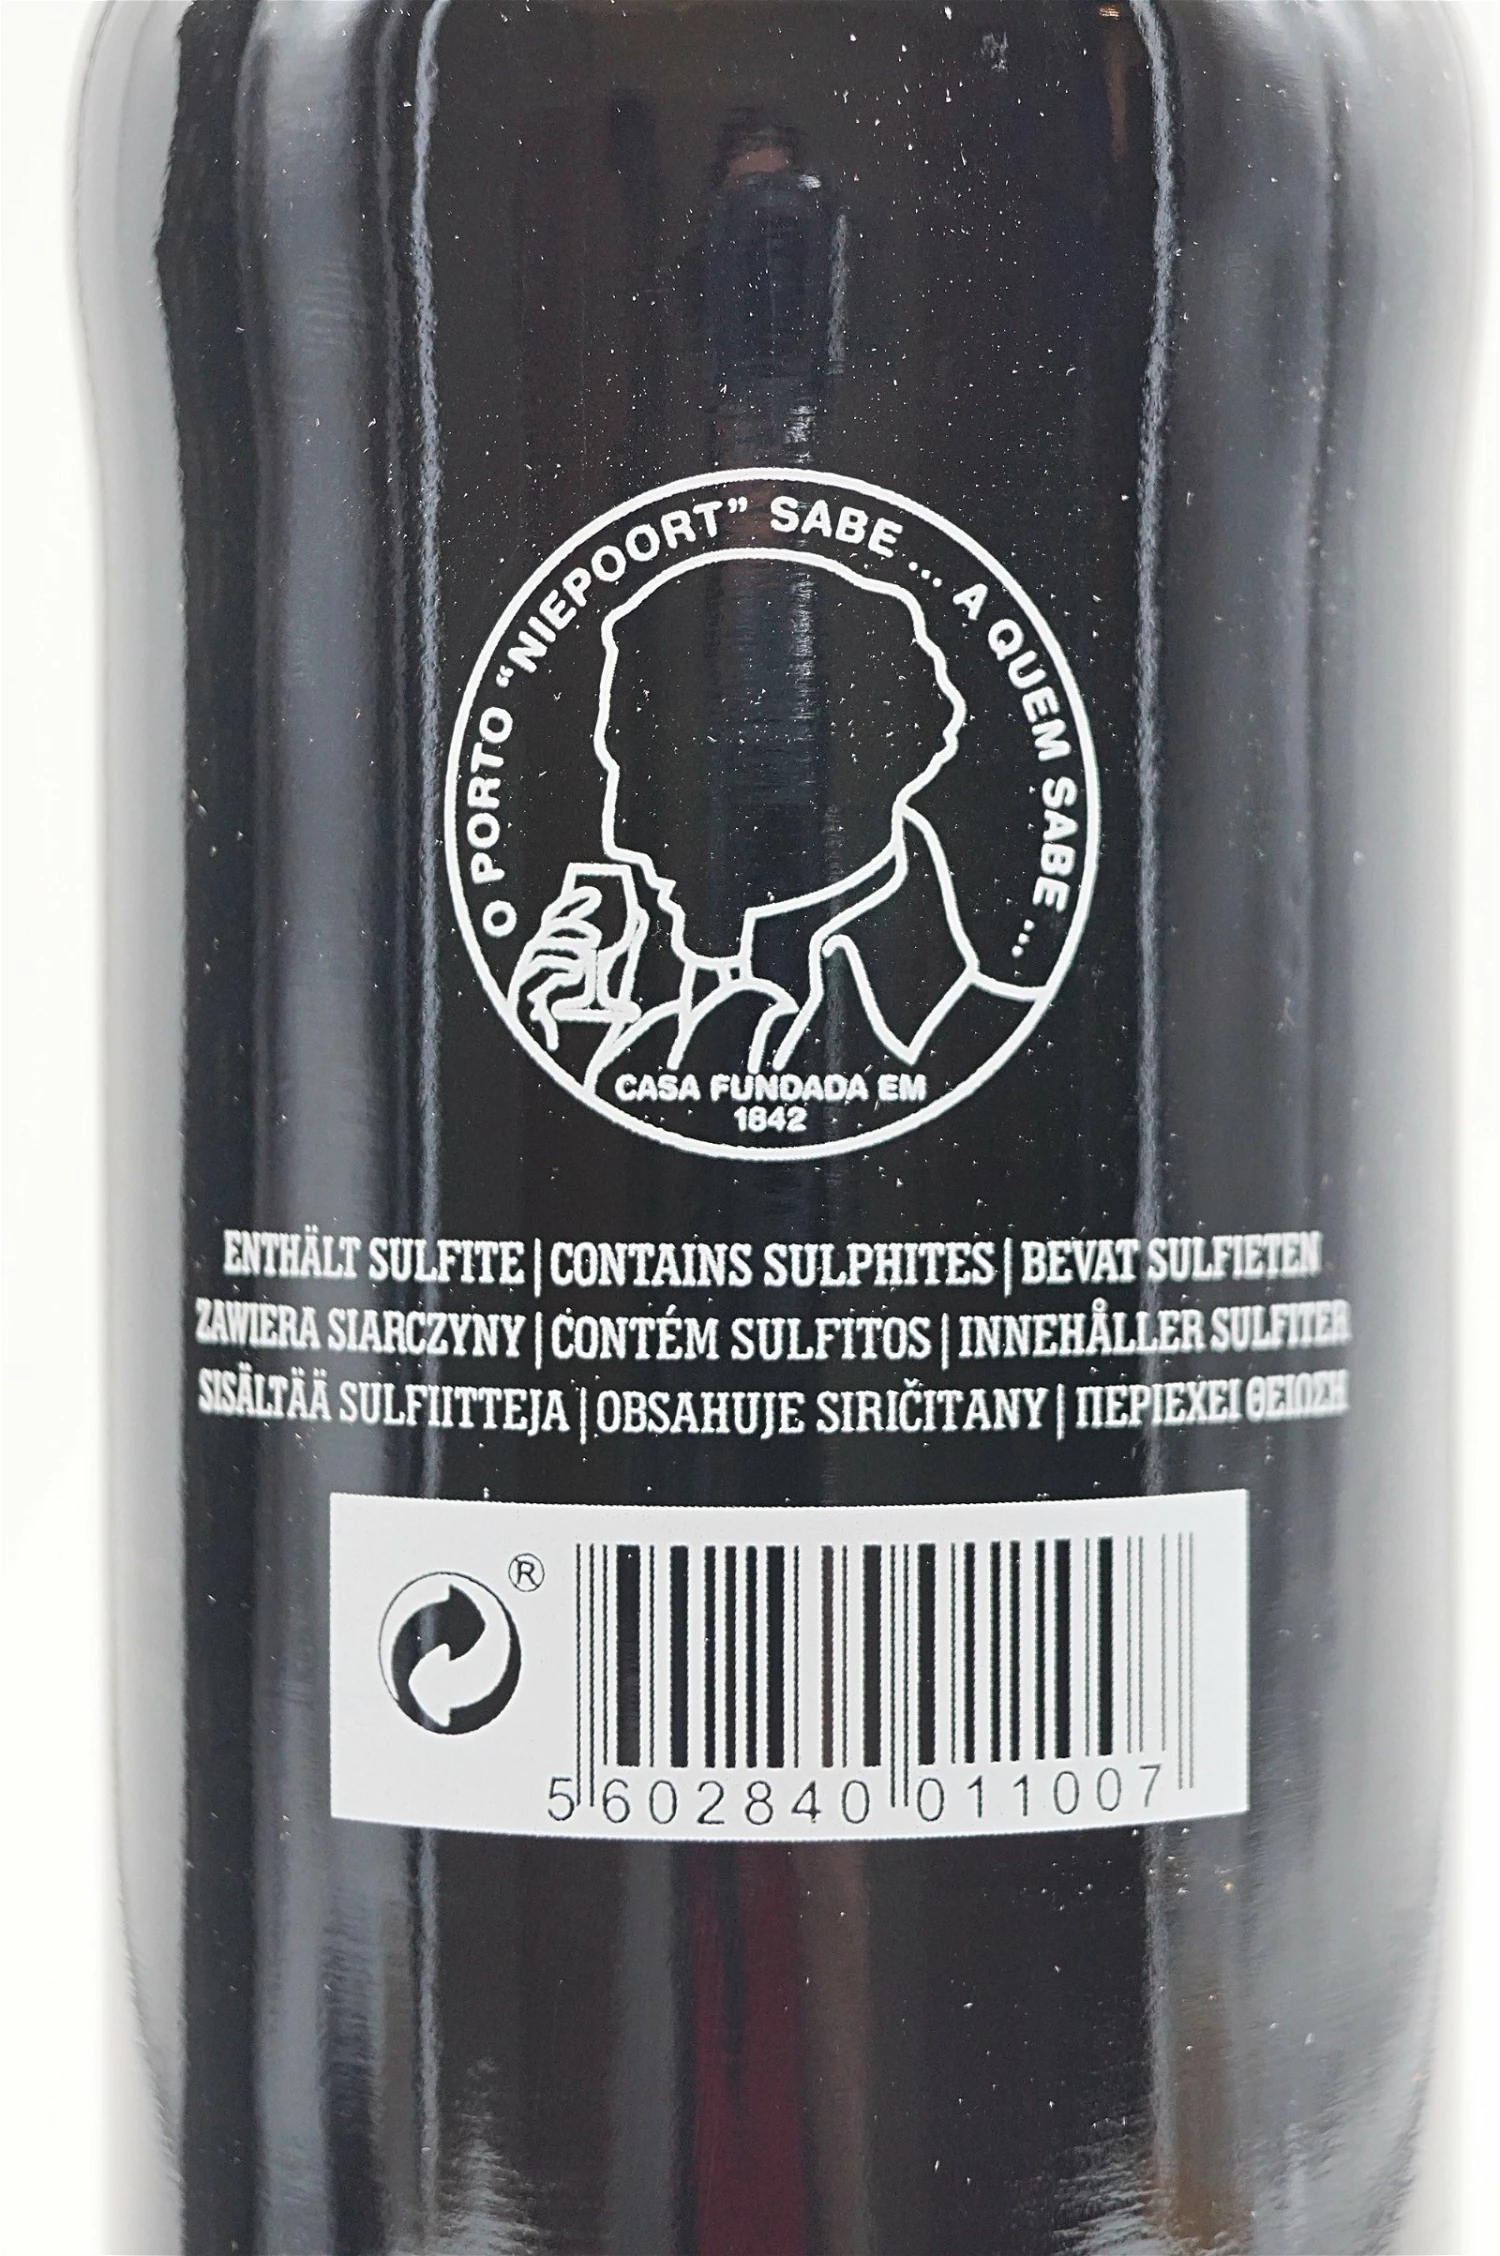 O PORTO “NIEPOORT” SABE ... A QUEM SABE ...
CASA FUNDADA EM
1842
ENTHÄLT SULFITE | CONTAINS SULPHITES | BEVAT SULFIETEN
ZAWIERA SIARCZYNY | CONTÉM SULFITOS | INNEHÅLLER SULFITER
SISÄLTÄÄ SULFIITTEJA | OBSAHUJE SIRIČITANY | ΠΕΡΙΕΧΕΙ ΘΕΙΩΣΗ
®
5 602840 011007